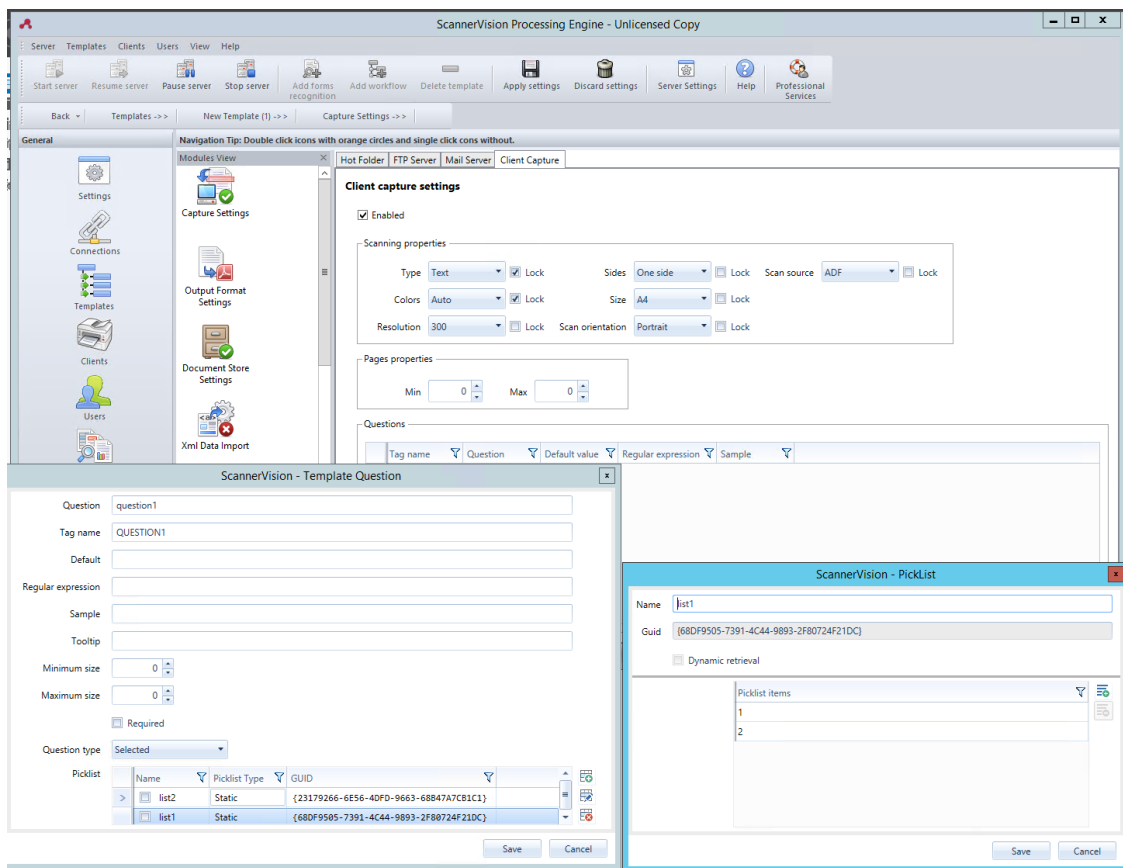 ScannerVision Processing Engine - Unlicensed Copy
Server Templates Clients Users View Help
Start server Resume server Pause server Stop server Add forms recognition Add workflow Delete template Apply settings Discard settings Server Settings Help Professional Services
Back Templates ->> New Template (1) ->> Capture Settings ->>
General
Navigation Tip: Double click icons with orange circles and single click cons without.
Settings
Connections
Templates
Clients
Users
Modules View
Capture Settings
Output Format
Settings
Document Store
Settings
Xml Data Import
Hot Folder FTP Server Mail Server Client Capture
Client capture settings
Enabled
Scanning properties
Type Text Lock Sides One side Lock Scan source ADF Lock
Colors Auto Lock Size A4 Lock
Resolution 300 Lock Scan orientation Portrait Lock
Pages properties
Min 0 Max 0
Questions
Tag name Question Default value Regular expression Sample
ScannerVision - Template Question
Question question1
Tag name QUESTION1
Default
Regular expression
Sample
Tooltip
Minimum size 0
Maximum size 0
Required
Question type Selected
Picklist
Name Picklist Type GUID
list2 Static {23179266-6E56-4DFD-9663-68B47A7CB1C1}
list1 Static {68DF9505-7391-4C44-9893-2F80724F21DC}
Save Cancel
ScannerVision - PickList
Name list1
Guid {68DF9505-7391-4C44-9893-2F80724F21DC}
Dynamic retrieval
Picklist items
1
2
Save Cancel